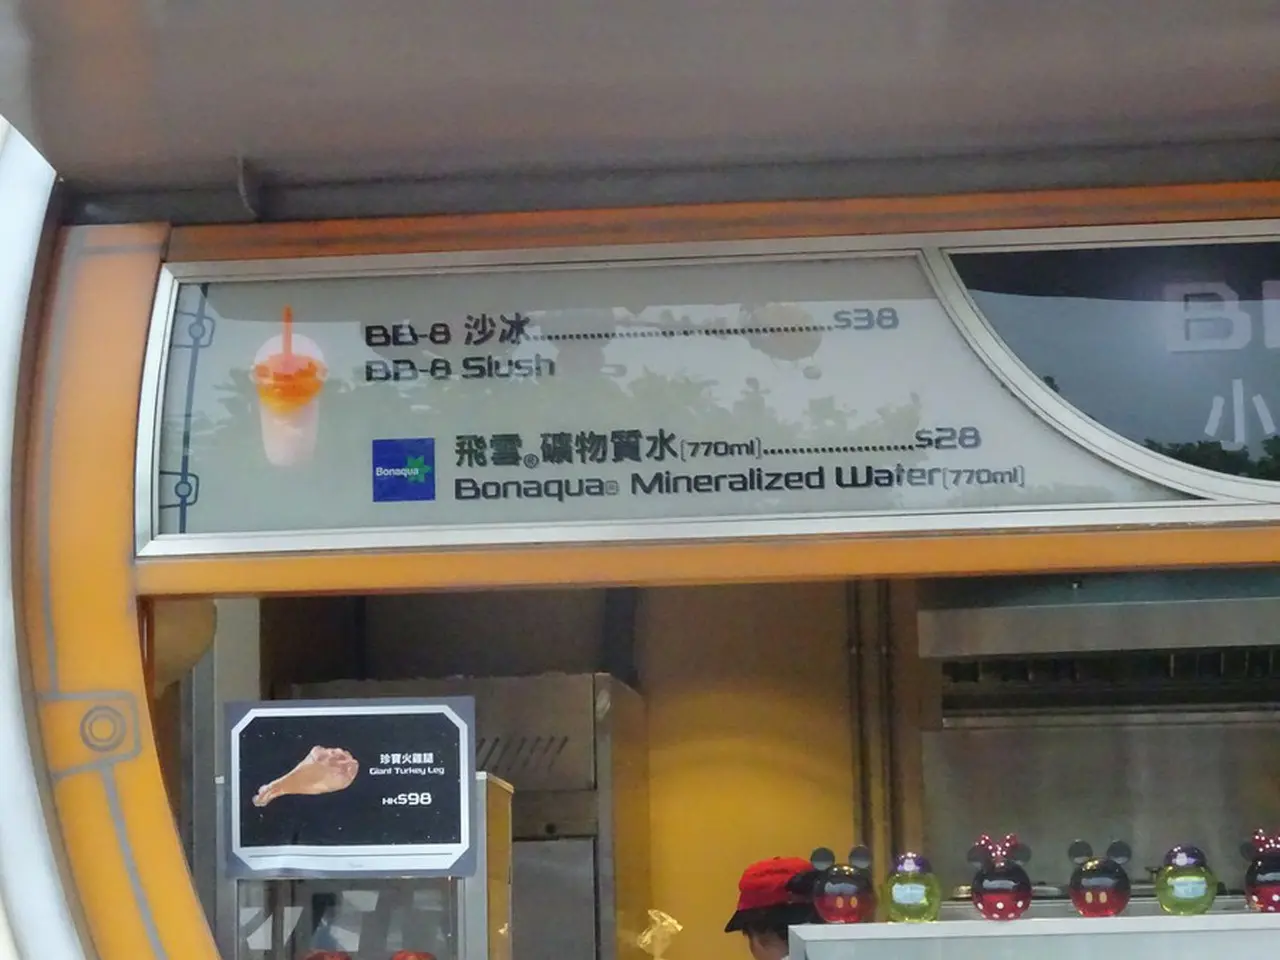 BB-8 沙冰................................$38
BB-8 Slush
Bonaqua
飛雪®礦物質水(770ml)....................$28
Bonaqua® Mineralized Water(770ml)
B
小
珍寶火雞腿
Giant Turkey Leg
HK$98